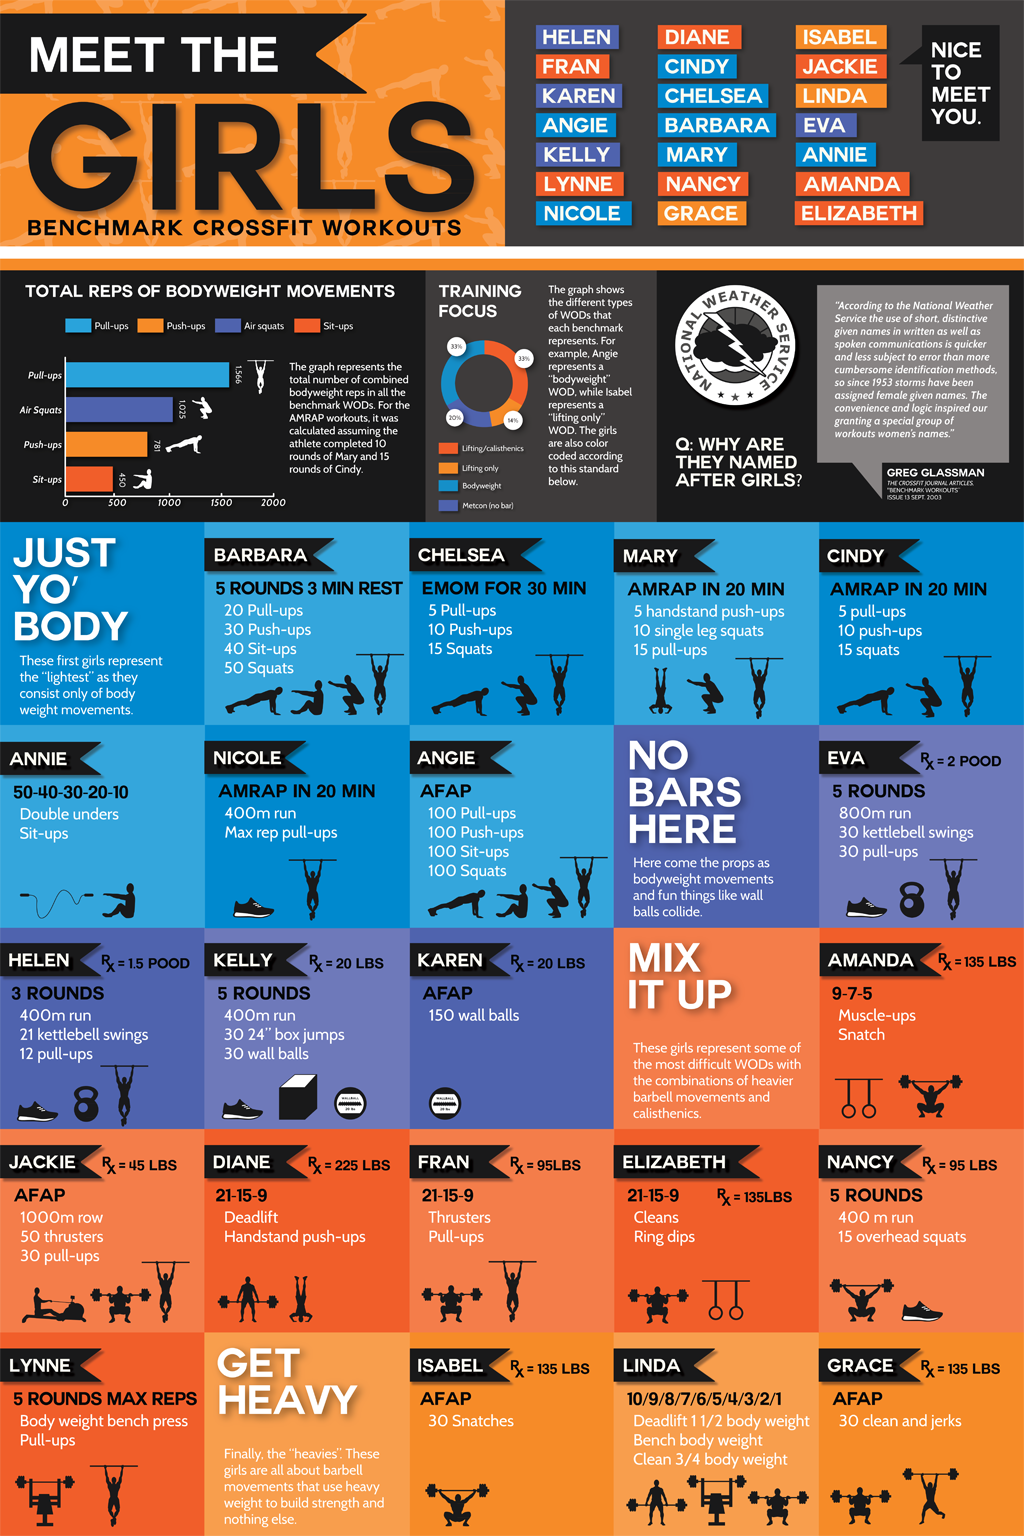 MEET THE
GIRLS
BENCHMARK CROSSFIT WORKOUTS
HELEN
FRAN
KAREN
ANGIE
KELLY
LYNNE
NICOLE
DIANE
CINDY
CHELSEA
BARBARA
MARY
NANCY
GRACE
ISABEL
JACKIE
LINDA
EVA
ANNIE
AMANDA
ELIZABETH
NICE
TO
MEET
YOU.
TOTAL REPS OF BODYWEIGHT MOVEMENTS
Pull-ups
Push-ups
Air squats
Sit-ups
Pull-ups
1,566
Air Squats
1,025
Push-ups
781
Sit-ups
450
0 500 1000 1500 2000
The graph represents the
total number of combined
bodyweight reps in all the
benchmark WODs. For the
AMRAP workouts, it was
calculated assuming the
athlete completed 10
rounds of Mary and 15
rounds of Cindy.
TRAINING
FOCUS
33%
33%
20%
14%
Lifting/calisthenics
Lifting only
Bodyweight
Metcon (no bar)
The graph shows
the different types
of WODs that
each benchmark
represents. For
example, Angie
represents a
"bodyweight"
WOD, while Isabel
represents a
"lifting only"
WOD. The girls
are also color
coded according
to this standard
below.
NATIONAL WEATHER SERVICE
Q: WHY ARE
THEY NAMED
AFTER GIRLS?
"According to the National Weather
Service the use of short, distinctive
given names in written as well as
spoken communications is quicker
and less subject to error than more
cumbersome identification methods,
so since 1953 storms have been
assigned female given names. The
convenience and logic inspired our
granting a special group of
workouts women's names."
GREG GLASSMAN
THE CROSSFIT JOURNAL ARTICLES.
"BENCHMARK WORKOUTS"
ISSUE 13 SEPT. 2003
JUST
YO'
BODY
These first girls represent
the "lightest" as they
consist only of body
weight movements.
BARBARA
5 ROUNDS 3 MIN REST
20 Pull-ups
30 Push-ups
40 Sit-ups
50 Squats
CHELSEA
EMOM FOR 30 MIN
5 Pull-ups
10 Push-ups
15 Squats
MARY
AMRAP IN 20 MIN
5 handstand push-ups
10 single leg squats
15 pull-ups
CINDY
AMRAP IN 20 MIN
5 pull-ups
10 push-ups
15 squats
ANNIE
50-40-30-20-10
Double unders
Sit-ups
NICOLE
AMRAP IN 20 MIN
400m run
Max rep pull-ups
ANGIE
AFAP
100 Pull-ups
100 Push-ups
100 Sit-ups
100 Squats
NO
BARS
HERE
Here come the props as
bodyweight movements
and fun things like wall
balls collide.
EVA
Rx = 2 POOD
5 ROUNDS
800m run
30 kettlebell swings
30 pull-ups
HELEN
Rx = 1.5 POOD
3 ROUNDS
400m run
21 kettlebell swings
12 pull-ups
KELLY
Rx = 20 LBS
5 ROUNDS
400m run
30 24" box jumps
30 wall balls
WALLBALL
20 lbs
KAREN
Rx = 20 LBS
AFAP
150 wall balls
WALLBALL
20 lbs
MIX
IT UP
These girls represent some of
the most difficult WODs with
the combinations of heavier
barbell movements and
calisthenics.
AMANDA
Rx = 135 LBS
9-7-5
Muscle-ups
Snatch
JACKIE
Rx = 45 LBS
AFAP
1000m row
50 thrusters
30 pull-ups
DIANE
Rx = 225 LBS
21-15-9
Deadlift
Handstand push-ups
FRAN
Rx = 95LBS
21-15-9
Thrusters
Pull-ups
ELIZABETH
21-15-9
Rx = 135LBS
Cleans
Ring dips
NANCY
Rx = 95 LBS
5 ROUNDS
400 m run
15 overhead squats
LYNNE
5 ROUNDS MAX REPS
Body weight bench press
Pull-ups
GET
HEAVY
Finally, the "heavies". These
girls are all about barbell
movements that use heavy
weight to build strength and
nothing else.
ISABEL
Rx = 135 LBS
AFAP
30 Snatches
LINDA
10/9/8/7/6/5/4/3/2/1
Deadlift 1 1/2 body weight
Bench body weight
Clean 3/4 body weight
GRACE
Rx = 135 LBS
AFAP
30 clean and jerks